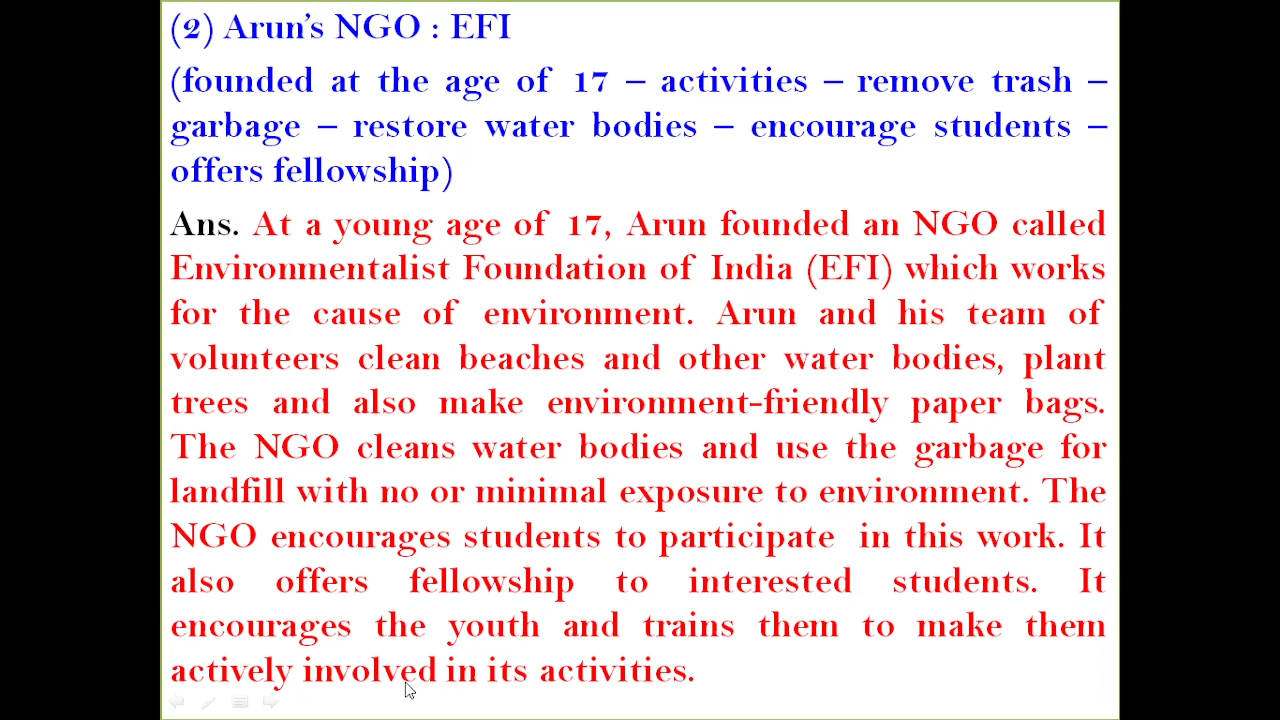 (2) Arun's NGO : EFI
(founded at the age of 17 – activities – remove trash –
garbage – restore water bodies – encourage students –
offers fellowship)
Ans. At a young age of 17, Arun founded an NGO called
Environmentalist Foundation of India (EFI) which works
for the cause of environment. Arun and his team of
volunteers clean beaches and other water bodies, plant
trees and also make environment-friendly paper bags.
The NGO cleans water bodies and use the garbage for
landfill with no or minimal exposure to environment. The
NGO encourages students to participate in this work. It
also offers fellowship to interested students. It
encourages the youth and trains them to make them
actively involved in its activities.